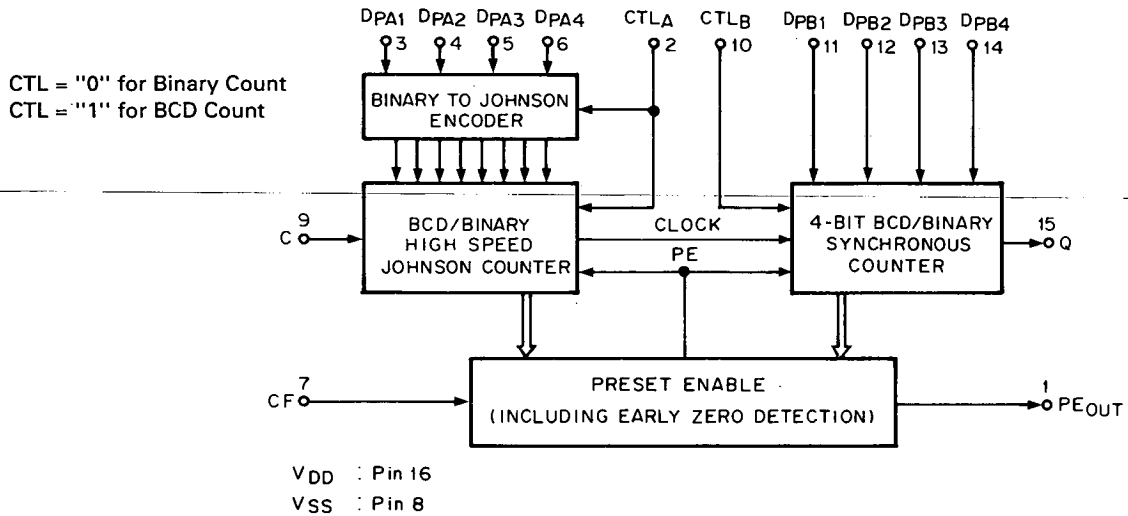 DPA1 DPA2 DPA3 DPA4 CTLA CTLB DPB1 DPB2 DPB3 DPB4
3 4 5 6 2 10 11 12 13 14
CTL = "0" for Binary Count
CTL = "1" for BCD Count
BINARY TO JOHNSON
ENCODER
9
C
BCD/BINARY
HIGH SPEED
JOHNSON COUNTER
CLOCK
PE
4-BIT BCD/BINARY
SYNCHRONOUS
COUNTER
15
Q
7
CF
PRESET ENABLE
(INCLUDING EARLY ZERO DETECTION)
1
PEOUT
VDD : Pin 16
VSS : Pin 8